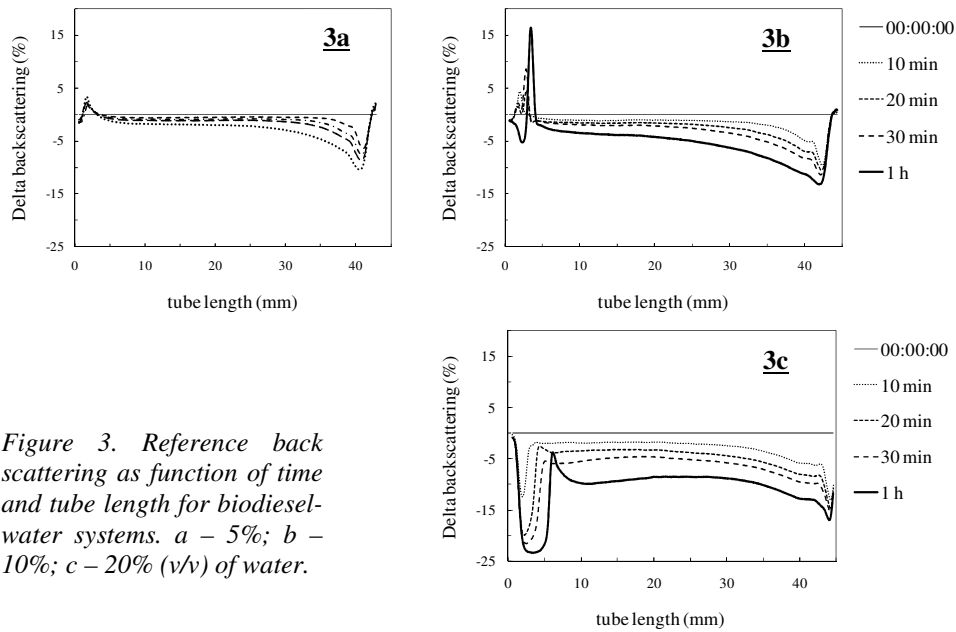 3a
15
5
-5
-15
-25
Delta backscattering (%)
0 10 20 30 40
tube length (mm)
3b
15
5
-5
-15
-25
Delta backscattering (%)
0 10 20 30 40
tube length (mm)
00:00:00
10 min
20 min
30 min
1 h
3c
15
5
-5
-15
-25
Delta backscattering (%)
0 10 20 30 40
tube length (mm)
00:00:00
10 min
20 min
30 min
1 h
Figure 3. Reference back
scattering as function of time
and tube length for biodiesel-
water systems. a – 5%; b –
10%; c – 20% (v/v) of water.